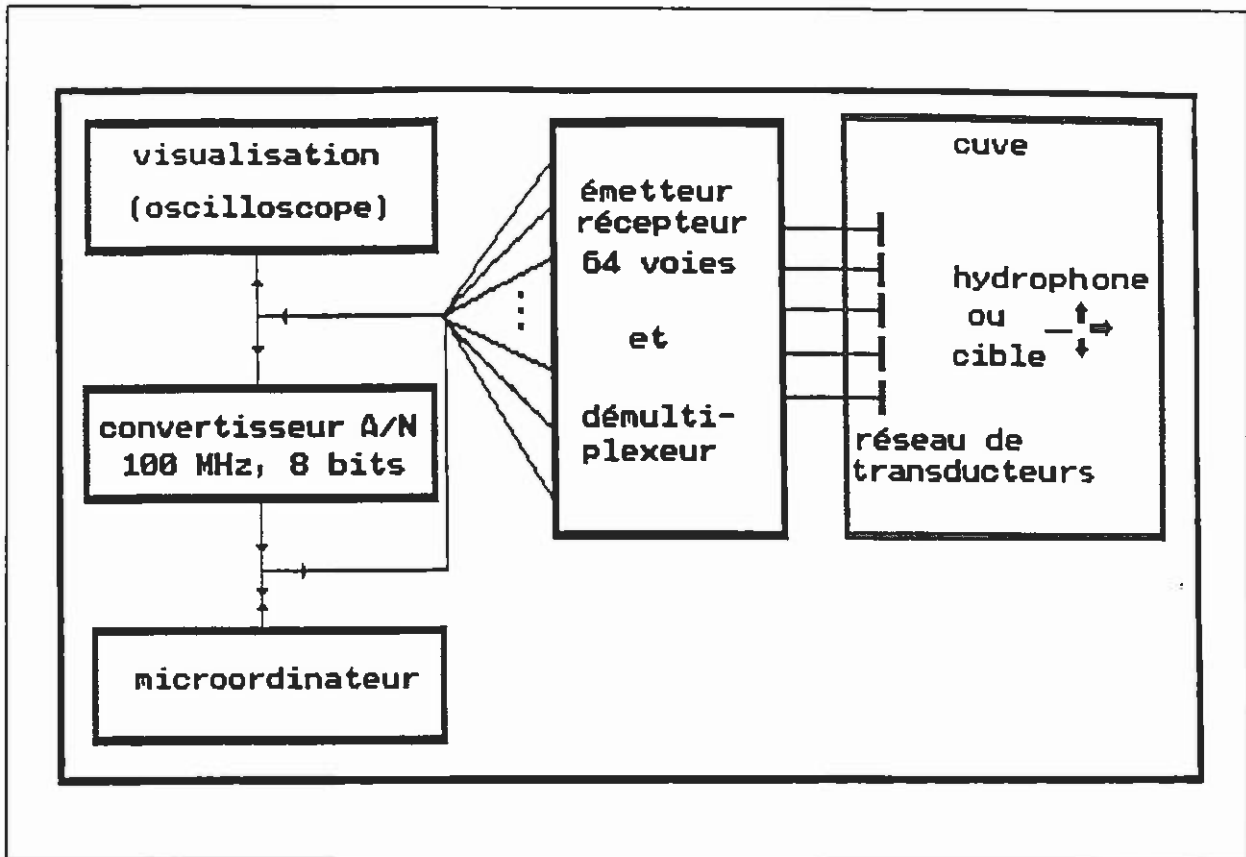 visualisation
(oscilloscope)
convertisseur A/N
100 MHz, 8 bits
microordinateur
émetteur
récepteur
64 voies
et
démulti-
plexeur
cuve
hydrophone
ou
cible
réseau de
transducteurs